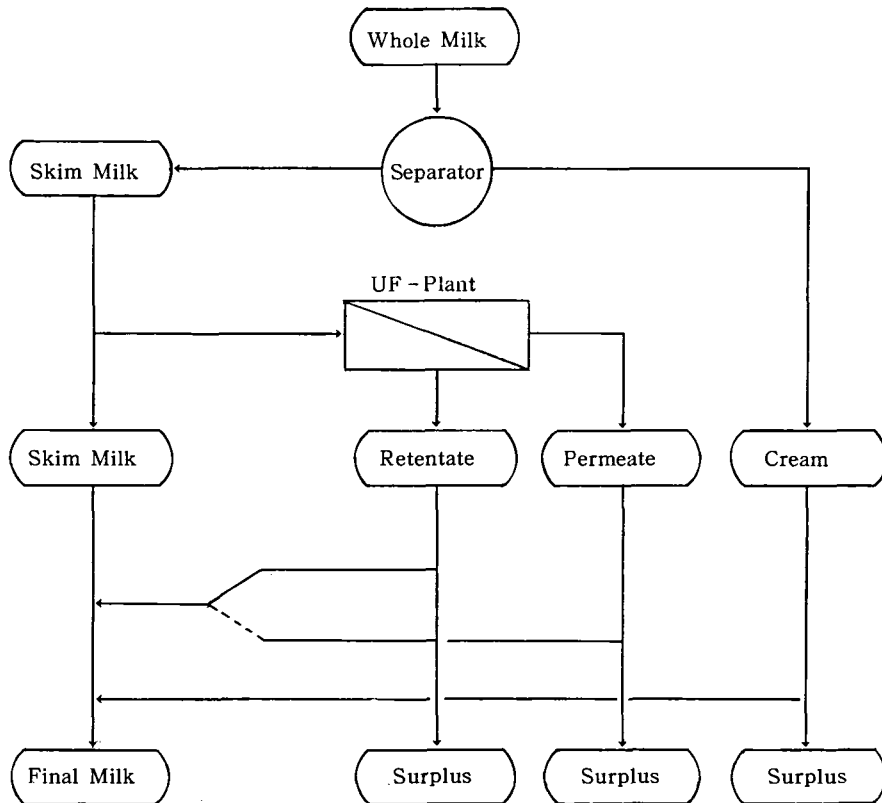 Whole Milk
Skim Milk
Separator
UF - Plant
Skim Milk
Retentate
Permeate
Cream
Final Milk
Surplus
Surplus
Surplus